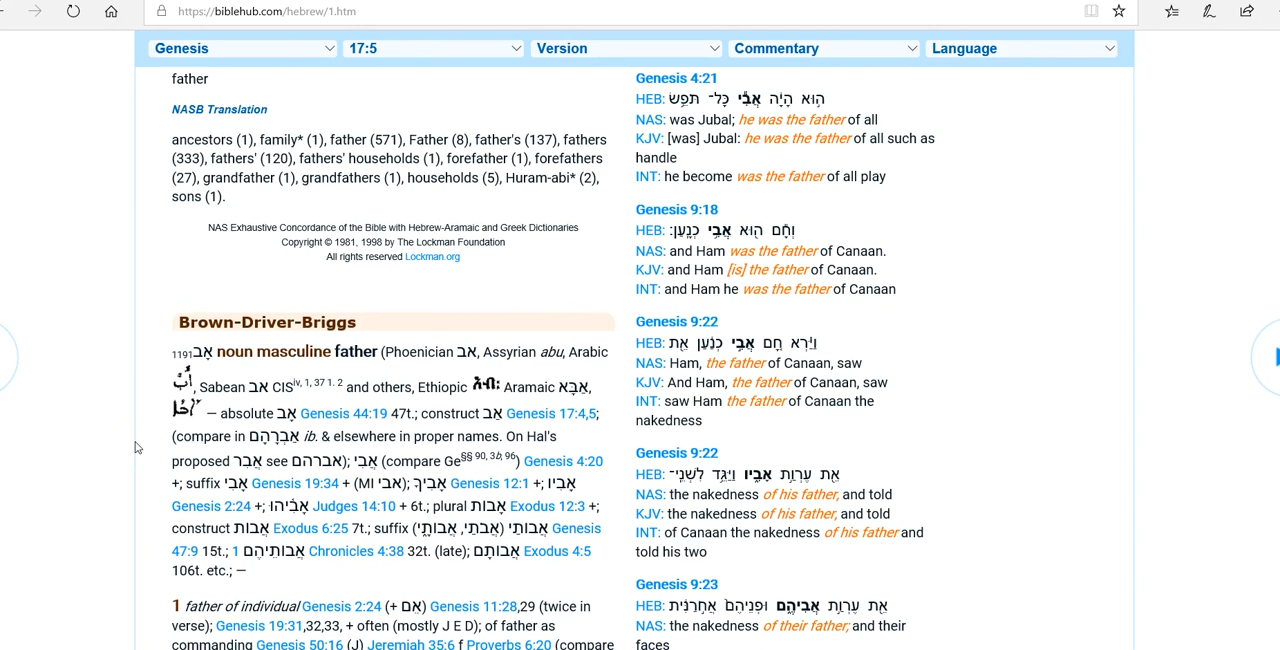 https://biblehub.com/hebrew/1.htm
Genesis 17:5 Version Commentary Language
father
NASB Translation
ancestors (1), family* (1), father (571), Father (8), father's (137), fathers
(333), fathers' (120), fathers' households (1), forefather (1), forefathers
(27), grandfather (1), grandfathers (1), households (5), Huram-abi* (2),
sons (1).
NAS Exhaustive Concordance of the Bible with Hebrew-Aramaic and Greek Dictionaries
Copyright © 1981, 1998 by The Lockman Foundation
All rights reserved Lockman.org
Brown-Driver-Briggs
1191 אָב noun masculine father (Phoenician אב, Assyrian abu, Arabic
, Sabean אב CISiv, 1, 37 1. 2 and others, Ethiopic አብ: Aramaic אַבָּא,
— absolute אָב Genesis 44:19 47t.; construct אַב Genesis 17:4,5;
(compare in אַבְרָהָם ib. & elsewhere in proper names. On Hal's
proposed אֲבַר see אברהם); אֲבִי (compare Ge§§ 90, 3b, 96) Genesis 4:20
+; suffix אָבִי Genesis 19:34 + (MI אבי); אָבִיךָ Genesis 12:1 +; אָבִיו
Genesis 2:24 +; אָבִיהוּ Judges 14:10 + 6t.; plural אָבוֺת Exodus 12:3 +;
construct אֲבוֺת Exodus 6:25 7t.; suffix אֲבוֺתַי (אֲבֹתַי, אֲבוֺתָי) Genesis
47:9 15t.; 1 אֲבוֺתֵיהֶם Chronicles 4:38 32t. (late); אֲבוֺתָם Exodus 4:5
106t. etc.; —
1 father of individual Genesis 2:24 (+ אֵם) Genesis 11:28,29 (twice in
verse); Genesis 19:31,32,33, + often (mostly J E D); of father as
commanding Genesis 50:16 (J) Jeremiah 35:6 f Proverbs 6:20 (compare
Genesis 4:21
HEB: ה֣וּא הָיָ֔ה אֲבִ֕י כָּל־ תֹּפֵ֥שׂ
NAS: was Jubal; he was the father of all
KJV: [was] Jubal: he was the father of all such as
handle
INT: he become was the father of all play
Genesis 9:18
HEB: וְחָ֕ם ה֖וּא אֲבִ֥י כְנָֽעַן׃
NAS: and Ham was the father of Canaan.
KJV: and Ham [is] the father of Canaan.
INT: and Ham he was the father of Canaan
Genesis 9:22
HEB: וַיַּ֗רְא חָ֚ם אֲבִ֣י כְנַ֔עַן אֵ֖ת
NAS: Ham, the father of Canaan, saw
KJV: And Ham, the father of Canaan, saw
INT: saw Ham the father of Canaan the
nakedness
Genesis 9:22
HEB: אֵ֖ת עֶרְוַ֣ת אָבִ֑יו וַיַּגֵּ֥ד לִשְׁנֵֽי־
NAS: the nakedness of his father, and told
KJV: the nakedness of his father, and told
INT: of Canaan the nakedness of his father and
told his two
Genesis 9:23
HEB: אֵ֖ת עֶרְוַ֣ת אֲבִיהֶ֑ם וּפְנֵיהֶם֙ אֲחֹ֣רַנִּ֔ית
NAS: the nakedness of their father; and their
faces